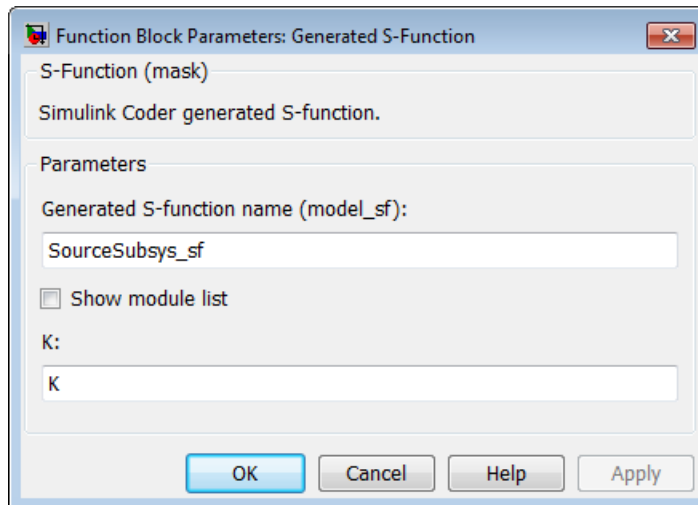 Function Block Parameters: Generated S-Function
S-Function (mask)
Simulink Coder generated S-function.
Parameters
Generated S-function name (model_sf):
SourceSubsys_sf
Show module list
K:
K
OK Cancel Help Apply